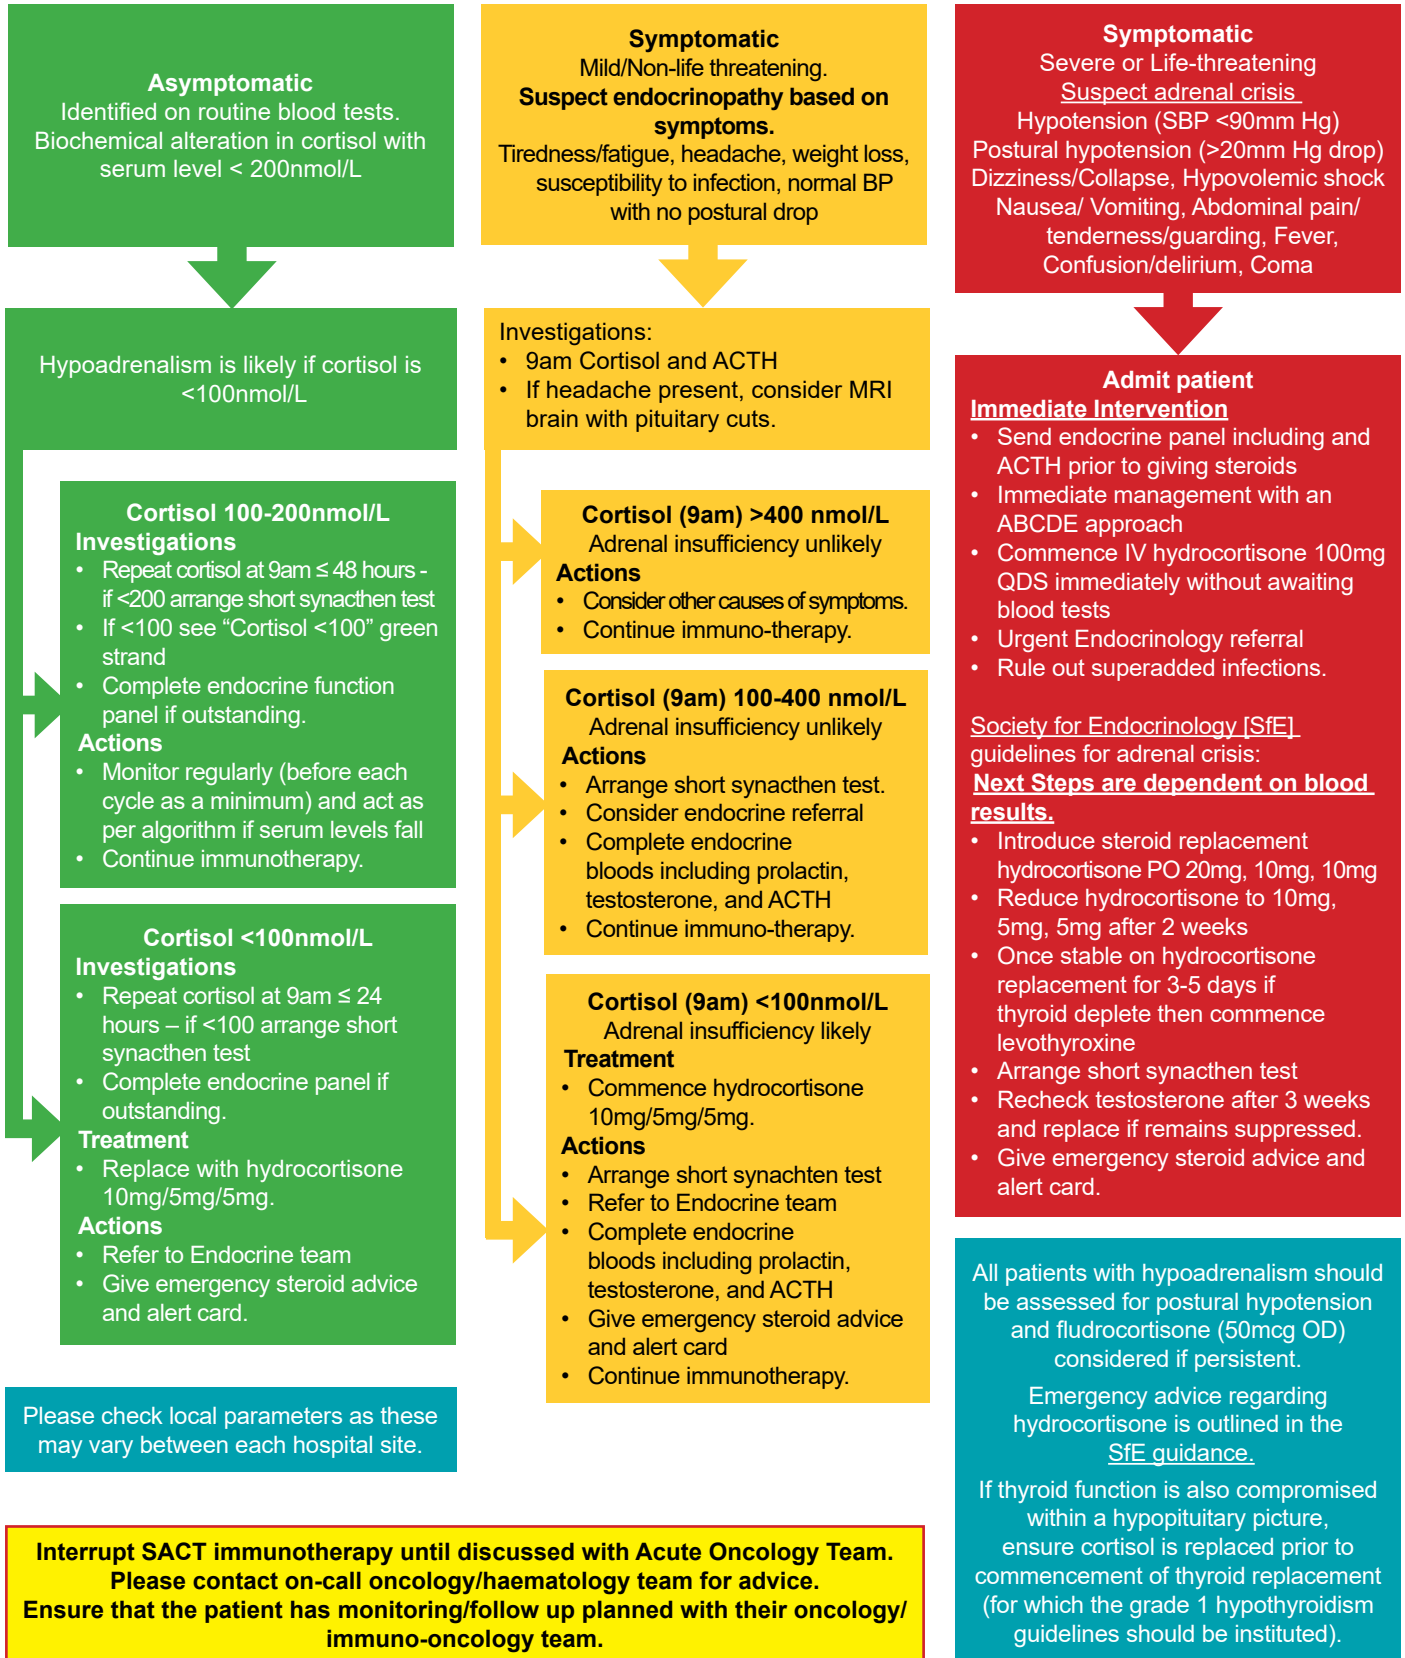 Asymptomatic
Identified on routine blood tests.
Biochemical alteration in cortisol with
serum level < 200nmol/L
Hypoadrenalism is likely if cortisol is
<100nmol/L
Cortisol 100-200nmol/L
Investigations
• Repeat cortisol at 9am ≤ 48 hours -
if <200 arrange short synacthen test
• If <100 see “Cortisol <100” green
strand
• Complete endocrine function
panel if outstanding.
Actions
• Monitor regularly (before each
cycle as a minimum) and act as
per algorithm if serum levels fall
• Continue immunotherapy.
Cortisol <100nmol/L
Investigations
• Repeat cortisol at 9am ≤ 24
hours – if <100 arrange short
synacthen test
• Complete endocrine panel if
outstanding.
Treatment
• Replace with hydrocortisone
10mg/5mg/5mg.
Actions
• Refer to Endocrine team
• Give emergency steroid advice
and alert card.
Please check local parameters as these
may vary between each hospital site.
Symptomatic
Mild/Non-life threatening.
Suspect endocrinopathy based on
symptoms.
Tiredness/fatigue, headache, weight loss,
susceptibility to infection, normal BP
with no postural drop
Investigations:
• 9am Cortisol and ACTH
• If headache present, consider MRI
brain with pituitary cuts.
Cortisol (9am) >400 nmol/L
Adrenal insufficiency unlikely
Actions
• Consider other causes of symptoms.
• Continue immuno-therapy.
Cortisol (9am) 100-400 nmol/L
Adrenal insufficiency unlikely
Actions
• Arrange short synacthen test.
• Consider endocrine referral
• Complete endocrine
bloods including prolactin,
testosterone, and ACTH
• Continue immuno-therapy.
Cortisol (9am) <100nmol/L
Adrenal insufficiency likely
Treatment
• Commence hydrocortisone
10mg/5mg/5mg.
Actions
• Arrange short synachten test
• Refer to Endocrine team
• Complete endocrine
bloods including prolactin,
testosterone, and ACTH
• Give emergency steroid advice
and alert card
• Continue immunotherapy.
Symptomatic
Severe or Life-threatening
Suspect adrenal crisis
Hypotension (SBP <90mm Hg)
Postural hypotension (>20mm Hg drop)
Dizziness/Collapse, Hypovolemic shock
Nausea/ Vomiting, Abdominal pain/
tenderness/guarding, Fever,
Confusion/delirium, Coma
Admit patient
Immediate Intervention
• Send endocrine panel including and
ACTH prior to giving steroids
• Immediate management with an
ABCDE approach
• Commence IV hydrocortisone 100mg
QDS immediately without awaiting
blood tests
• Urgent Endocrinology referral
• Rule out superadded infections.
Society for Endocrinology [SfE]
guidelines for adrenal crisis:
Next Steps are dependent on blood
results.
• Introduce steroid replacement
hydrocortisone PO 20mg, 10mg, 10mg
• Reduce hydrocortisone to 10mg,
5mg, 5mg after 2 weeks
• Once stable on hydrocortisone
replacement for 3-5 days if
thyroid deplete then commence
levothyroxine
• Arrange short synacthen test
• Recheck testosterone after 3 weeks
and replace if remains suppressed.
• Give emergency steroid advice and
alert card.
All patients with hypoadrenalism should
be assessed for postural hypotension
and fludrocortisone (50mcg OD)
considered if persistent.
Emergency advice regarding
hydrocortisone is outlined in the
SfE guidance.
If thyroid function is also compromised
within a hypopituitary picture,
ensure cortisol is replaced prior to
commencement of thyroid replacement
(for which the grade 1 hypothyroidism
guidelines should be instituted).
Interrupt SACT immunotherapy until discussed with Acute Oncology Team.
Please contact on-call oncology/haematology team for advice.
Ensure that the patient has monitoring/follow up planned with their oncology/
immuno-oncology team.